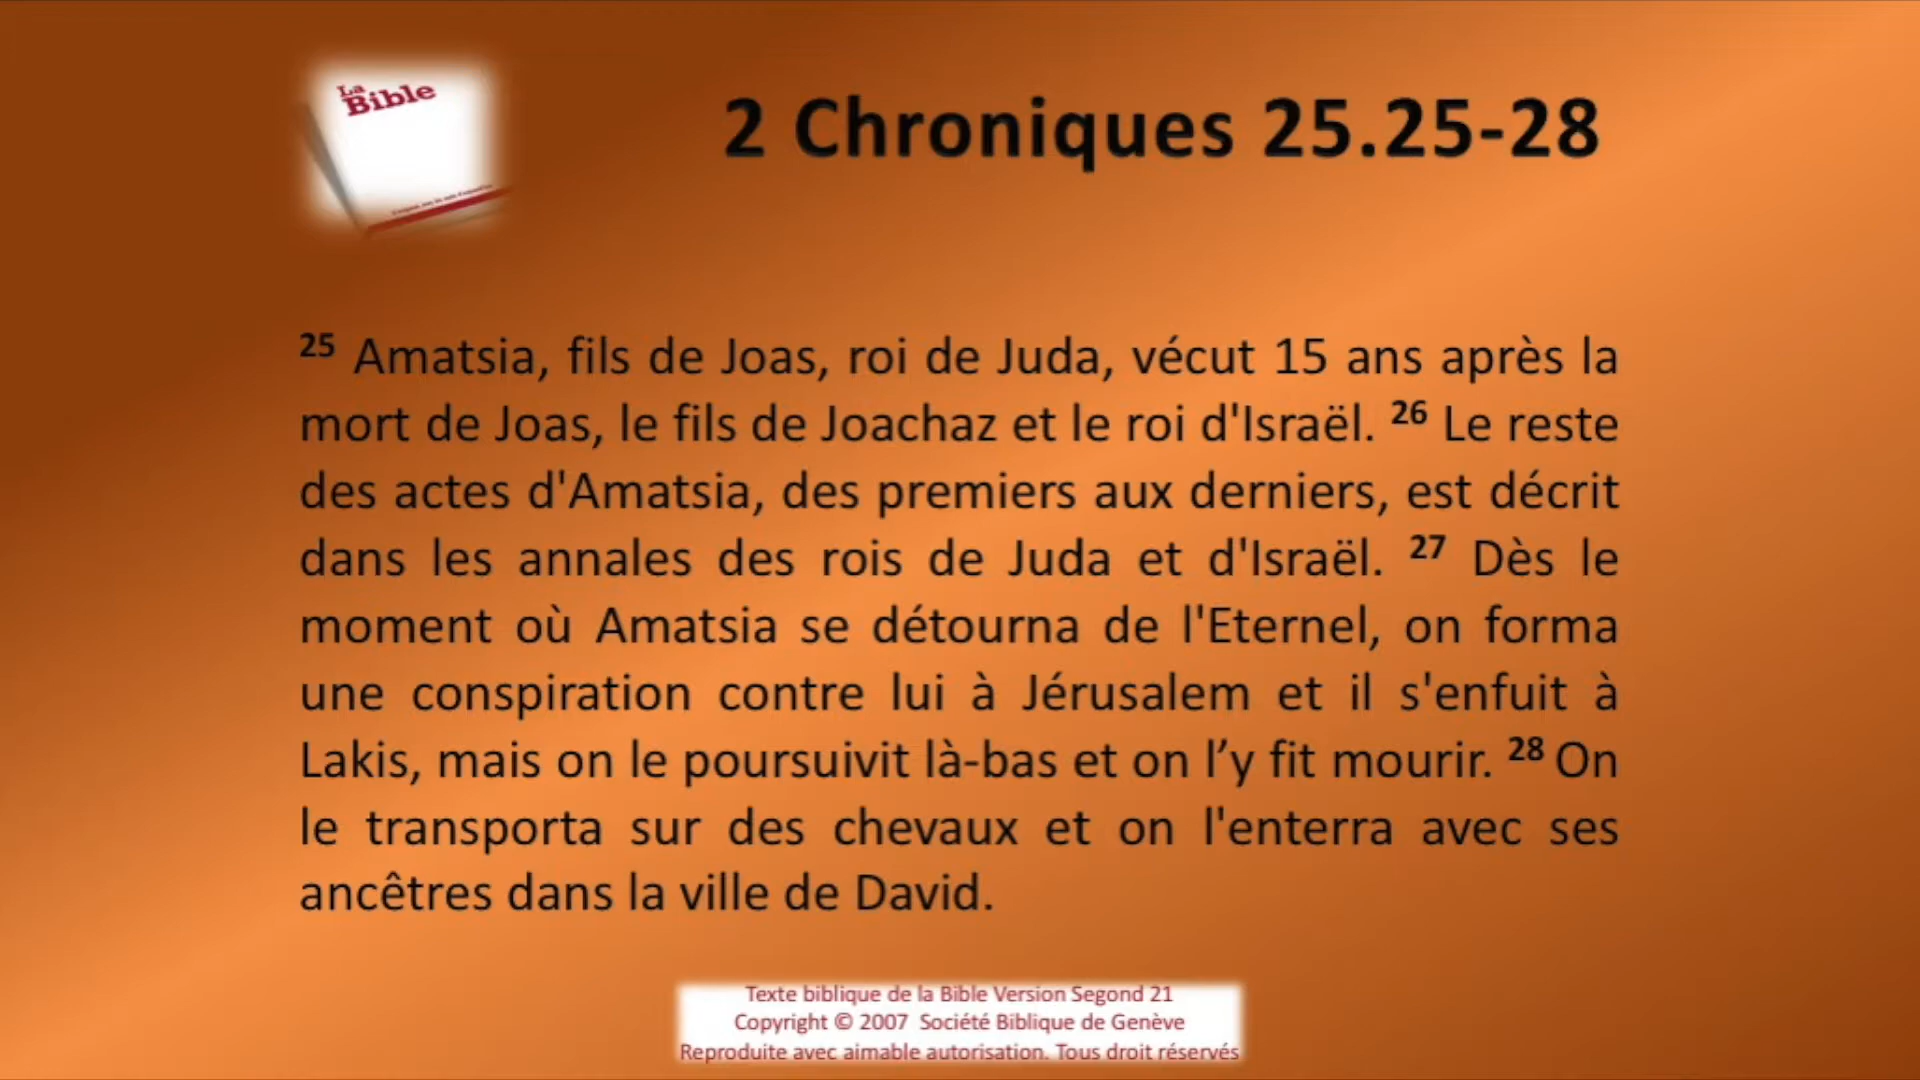 La
Bible
2 Chroniques 25.25-28
25 Amatsia, fils de Joas, roi de Juda, vécut 15 ans après la
mort de Joas, le fils de Joachaz et le roi d'Israël. 26 Le reste
des actes d'Amatsia, des premiers aux derniers, est décrit
dans les annales des rois de Juda et d'Israël. 27 Dès le
moment où Amatsia se détourna de l'Eternel, on forma
une conspiration contre lui à Jérusalem et il s'enfuit à
Lakis, mais on le poursuivit là-bas et on l’y fit mourir. 28 On
le transporta sur des chevaux et on l'enterra avec ses
ancêtres dans la ville de David.
Texte biblique de la Bible Version Segond 21
Copyright © 2007 Société Biblique de Genève
Reproduite avec aimable autorisation. Tous droit réservés